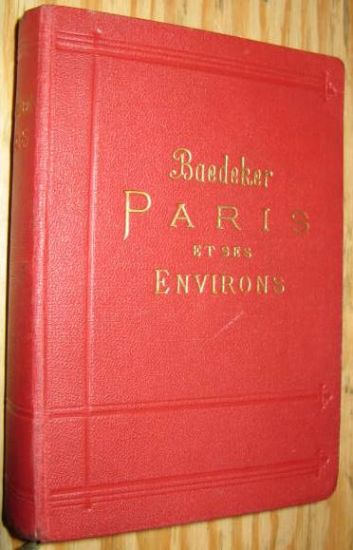 Baedeker
PARIS
ET SES
ENVIRONS